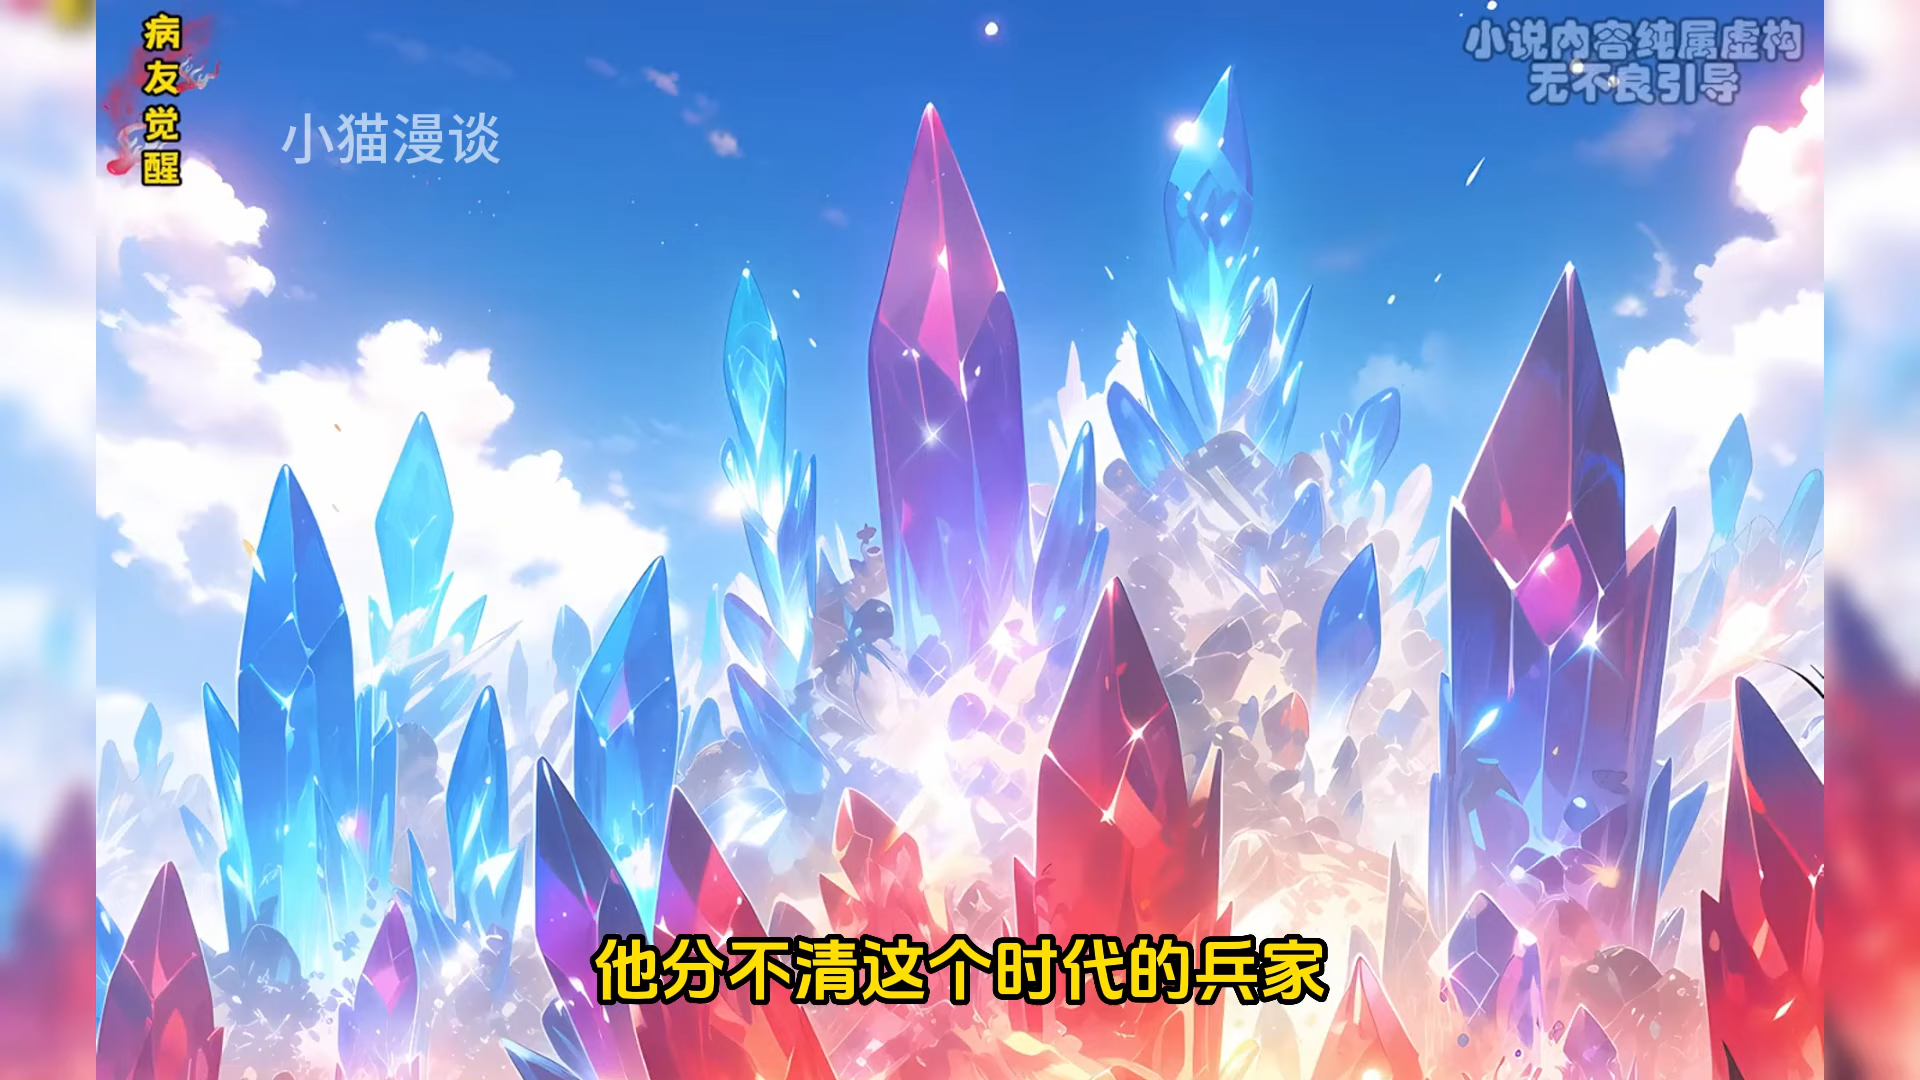 病友觉醒
小猫漫谈
小说内容纯属虚构
无不良引导
他分不清这个时代的兵家